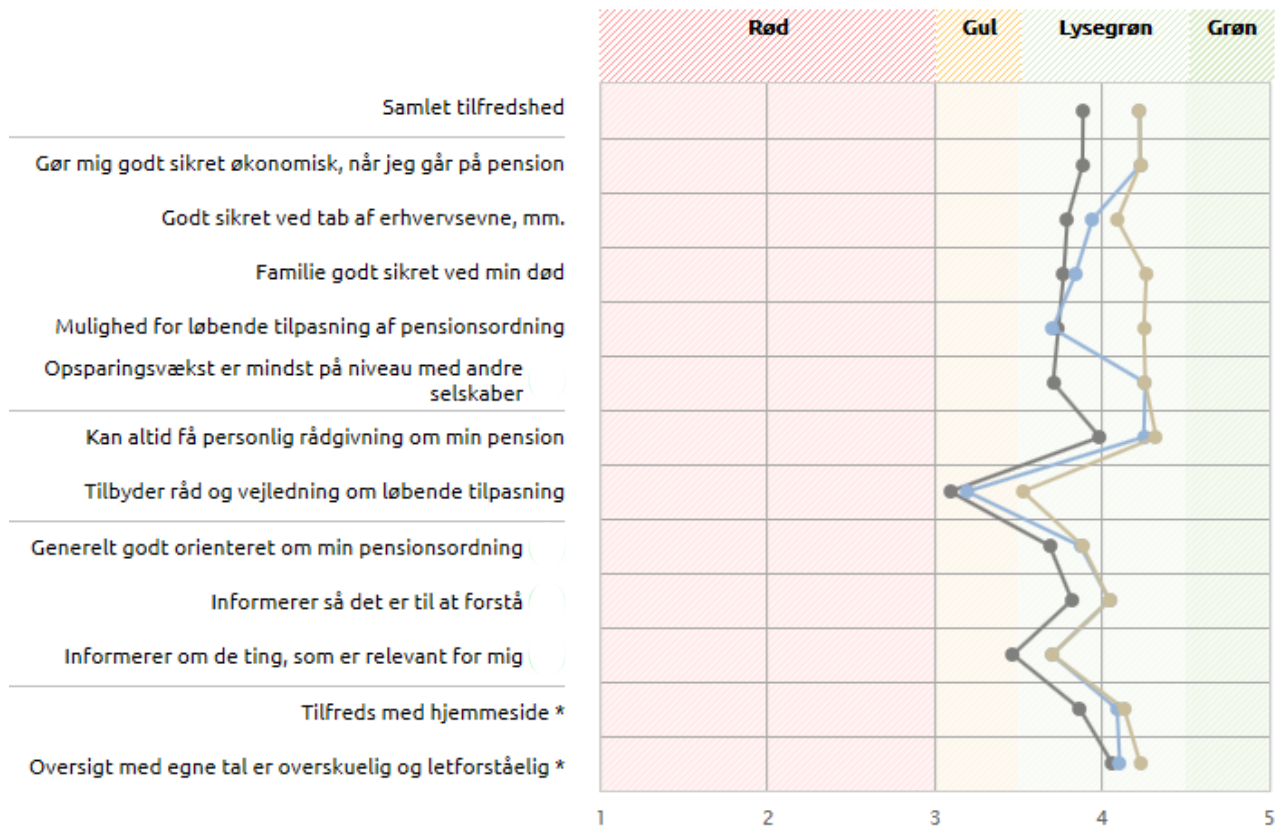 Rød Gul Lysegrøn Grøn
Samlet tilfredshed
Gør mig godt sikret økonomisk, når jeg går på pension
Godt sikret ved tab af erhvervsevne, mm.
Familie godt sikret ved min død
Mulighed for løbende tilpasning af pensionsordning
Opsparingsvækst er mindst på niveau med andre
selskaber
Kan altid få personlig rådgivning om min pension
Tilbyder råd og vejledning om løbende tilpasning
Generelt godt orienteret om min pensionsordning
Informerer så det er til at forstå
Informerer om de ting, som er relevant for mig
Tilfreds med hjemmeside *
Oversigt med egne tal er overskuelig og letforståelig *
1 2 3 4 5